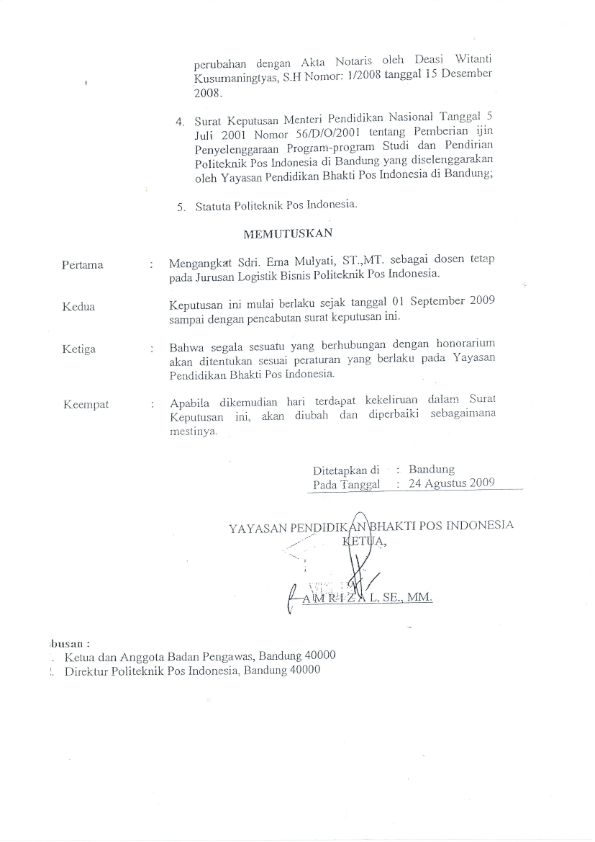 perubahan dengan Akta Notaris oleh Deasi Witanti
Kusumaningtyas, S.H Nomor: 1/2008 tanggal 15 Desember
2008.
4. Surat Keputusan Menteri Pendidikan Nasional Tanggal 5
Juli 2001 Nomor 56/D/O/2001 tentang Pemberian ijin
Penyelenggaraan Program-program Studi dan Pendirian
Politeknik Pos Indonesia di Bandung yang diselenggarakan
oleh Yayasan Pendidikan Bhakti Pos Indonesia di Bandung;
5. Statuta Politeknik Pos Indonesia.
MEMUTUSKAN
Pertama : Mengangkat Sdri. Erna Mulyati, ST.,MT. sebagai dosen tetap
pada Jurusan Logistik Bisnis Politeknik Pos Indonesia.
Kedua Keputusan ini mulai berlaku sejak tanggal 01 September 2009
sampai dengan pencabutan surat keputusan ini.
Ketiga : Bahwa segala sesuatu yang berhubungan dengan honorarium
akan ditentukan sesuai peraturan yang berlaku pada Yayasan
Pendidikan Bhakti Pos Indonesia.
Keempat : Apabila dikemudian hari terdapat kekeliruan dalam Surat
Keputusan ini, akan diubah dan diperbaiki sebagaimana
mestinya.
Ditetapkan di : Bandung
Pada Tanggal : 24 Agustus 2009
YAYASAN PENDIDIKAN BHAKTI POS INDONESIA
KETUA,
A M R I Z A L. SE., MM.
busan :
. Ketua dan Anggota Badan Pengawas, Bandung 40000
. Direktur Politeknik Pos Indonesia, Bandung 40000